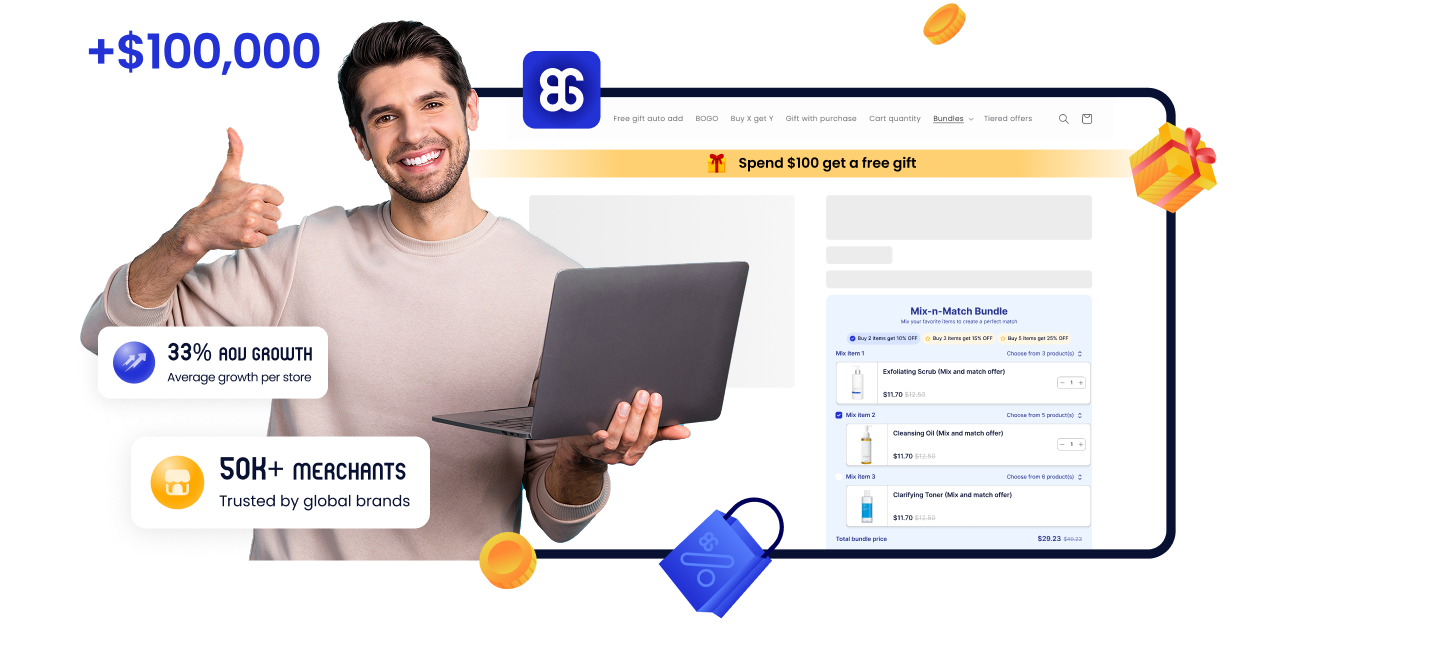 +$100,000
Free gift auto add BOGO Buy X get Y Gift with purchase Cart quantity Bundles Tiered offers
Spend $100 get a free gift
33% AOV GROWTH
Average growth per store
50K+ MERCHANTS
Trusted by global brands
Mix-n-Match Bundle
Mix your favorite items to create a perfect match
Buy 2 items get 10% OFF Buy 3 items get 15% OFF Buy 5 items get 25% OFF
Mix item 1 Choose from 3 product(s)
Exfoliating Scrub (Mix and match offer)
$11.70 $12.50 − 1 +
Mix item 2 Choose from 5 product(s)
Cleansing Oil (Mix and match offer)
$11.70 $12.50 − 1 +
Mix item 3 Choose from 6 product(s)
Clarifying Toner (Mix and match offer)
$11.70 $12.50
Total bundle price $29.23